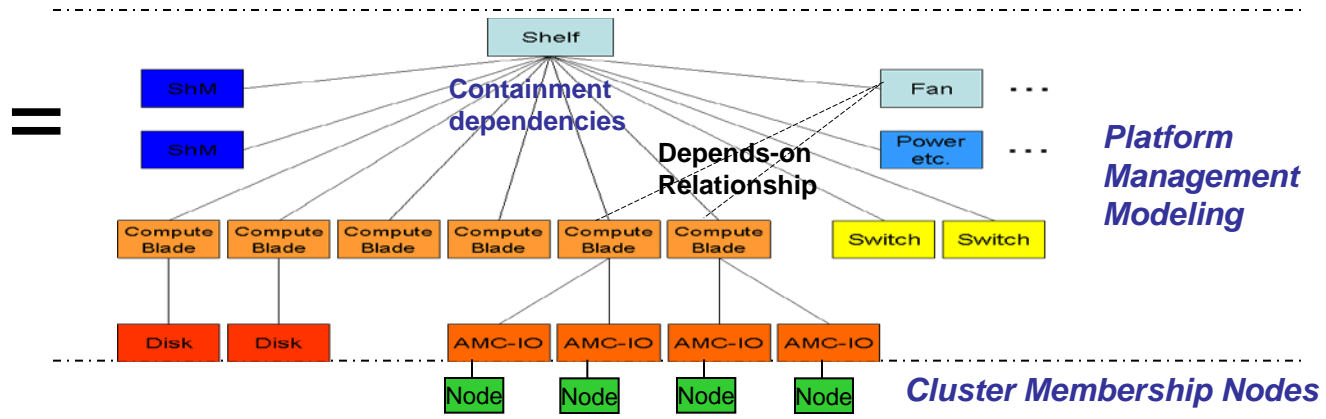 =
Shelf
ShM
Containment
dependencies
Fan
- - -
ShM
Depends-on
Relationship
Power
etc.
- - -
Platform
Management
Modeling
Compute
Blade
Compute
Blade
Compute
Blade
Compute
Blade
Compute
Blade
Compute
Blade
Switch
Switch
Disk
Disk
AMC-IO
AMC-IO
AMC-IO
AMC-IO
Node
Node
Node
Node
Cluster Membership Nodes